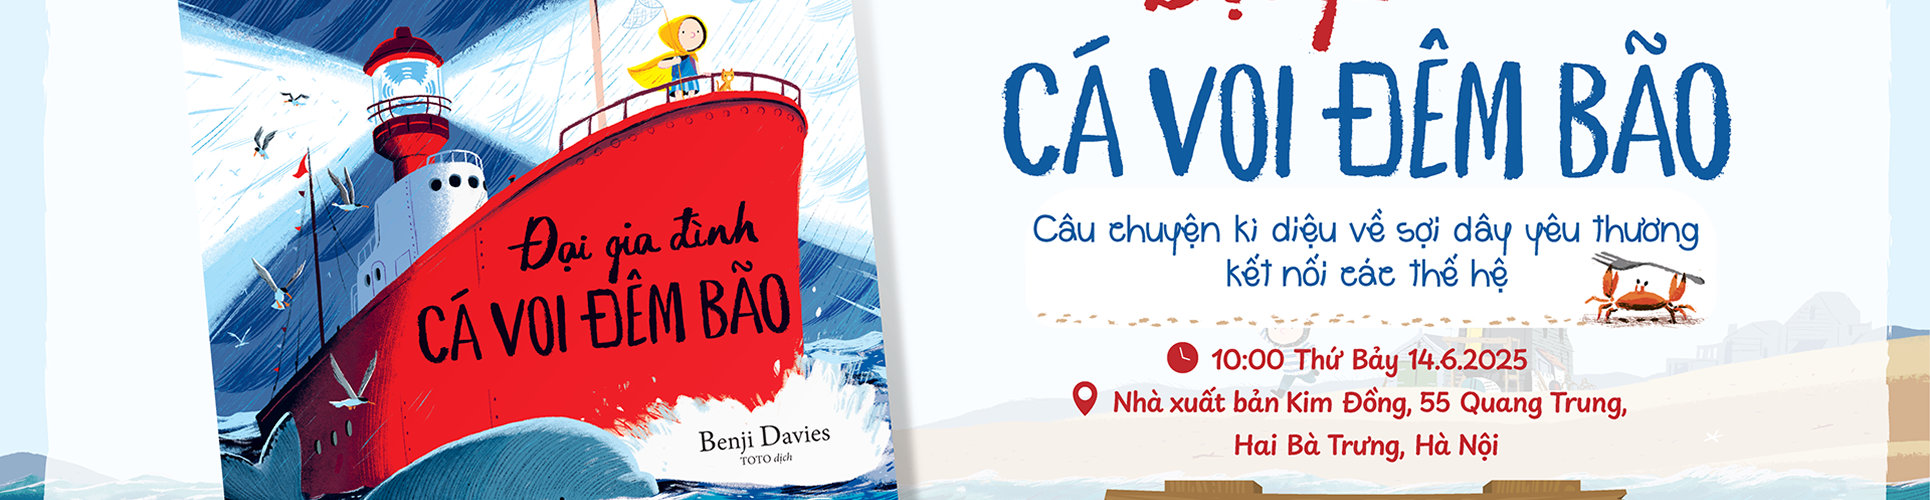 Đại gia đình
CÁ VOI ĐÊM BÃO
Benji Davies
TOTO dịch
CÁ VOI ĐÊM BÃO
Câu chuyện kì diệu về sợi dây yêu thương
kết nối các thế hệ
10:00 Thứ Bảy 14.6.2025
Nhà xuất bản Kim Đồng, 55 Quang Trung,
Hai Bà Trưng, Hà Nội